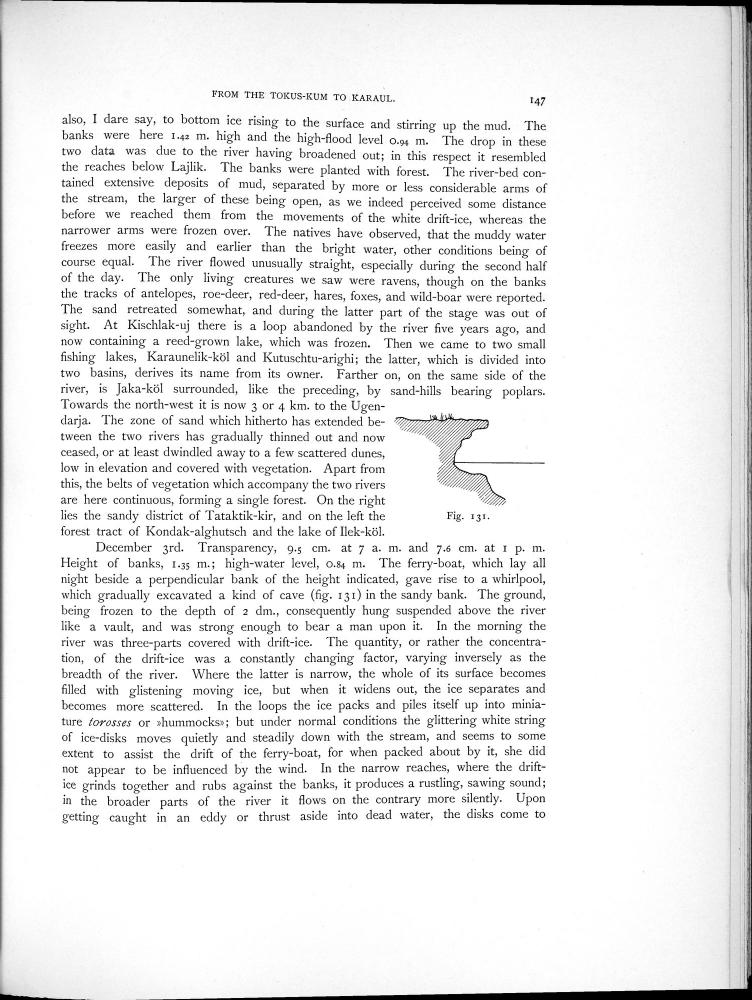 FROM THE TOKUS-KUM TO KARAUL.
147
also, I dare say, to bottom ice rising to the surface and stirring up the mud. The
banks were here 1.42 m. high and the high-flood level 0.94 m. The drop in these
two data was due to the river having broadened out; in this respect it resembled
the reaches below Lajlik. The banks were planted with forest. The river-bed con-
tained extensive deposits of mud, separated by more or less considerable arms of
the stream, the larger of these being open, as we indeed perceived some distance
before we reached them from the movements of the white drift-ice, whereas the
narrower arms were frozen over. The natives have observed, that the muddy water
freezes more easily and earlier than the bright water, other conditions being of
course equal. The river flowed unusually straight, especially during the second half
of the day. The only living creatures we saw were ravens, though on the banks
the tracks of antelopes, roe-deer, red-deer, hares, foxes, and wild-boar were reported.
The sand retreated somewhat, and during the latter part of the stage was out of
sight. At Kischlak-uj there is a loop abandoned by the river five years ago, and
now containing a reed-grown lake, which was frozen. Then we came to two small
fishing lakes, Karaunelik-köl and Kutuschtu-arighi; the latter, which is divided into
two basins, derives its name from its owner. Farther on, on the same side of the
river, is Jaka-köl surrounded, like the preceding, by sand-hills bearing poplars.
Towards the north-west it is now 3 or 4 km. to the Ugen-
darja. The zone of sand which hitherto has extended be-
tween the two rivers has gradually thinned out and now
ceased, or at least dwindled away to a few scattered dunes,
low in elevation and covered with vegetation. Apart from
this, the belts of vegetation which accompany the two rivers
are here continuous, forming a single forest. On the right
lies the sandy district of Tataktik-kir, and on the left the
forest tract of Kondak-alghutsch and the lake of Ilek-köl.
Fig. 131.
December 3rd. Transparency, 9.5 cm. at 7 a. m. and 7.6 cm. at 1 p. m.
Height of banks, 1.35 m.; high-water level, 0.84 m. The ferry-boat, which lay all
night beside a perpendicular bank of the height indicated, gave rise to a whirlpool,
which gradually excavated a kind of cave (fig. 131) in the sandy bank. The ground,
being frozen to the depth of 2 dm., consequently hung suspended above the river
like a vault, and was strong enough to bear a man upon it. In the morning the
river was three-parts covered with drift-ice. The quantity, or rather the concentra-
tion, of the drift-ice was a constantly changing factor, varying inversely as the
breadth of the river. Where the latter is narrow, the whole of its surface becomes
filled with glistening moving ice, but when it widens out, the ice separates and
becomes more scattered. In the loops the ice packs and piles itself up into minia-
ture torosses or »hummocks»; but under normal conditions the glittering white string
of ice-disks moves quietly and steadily down with the stream, and seems to some
extent to assist the drift of the ferry-boat, for when packed about by it, she did
not appear to be influenced by the wind. In the narrow reaches, where the drift-
ice grinds together and rubs against the banks, it produces a rustling, sawing sound;
in the broader parts of the river it flows on the contrary more silently. Upon
getting caught in an eddy or thrust aside into dead water, the disks come to